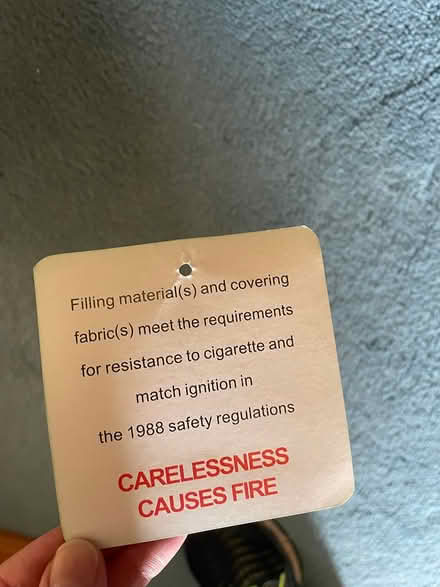 Filling material(s) and covering
fabric(s) meet the requirements
for resistance to cigarette and
match ignition in
the 1988 safety regulations
CARELESSNESS
CAUSES FIRE